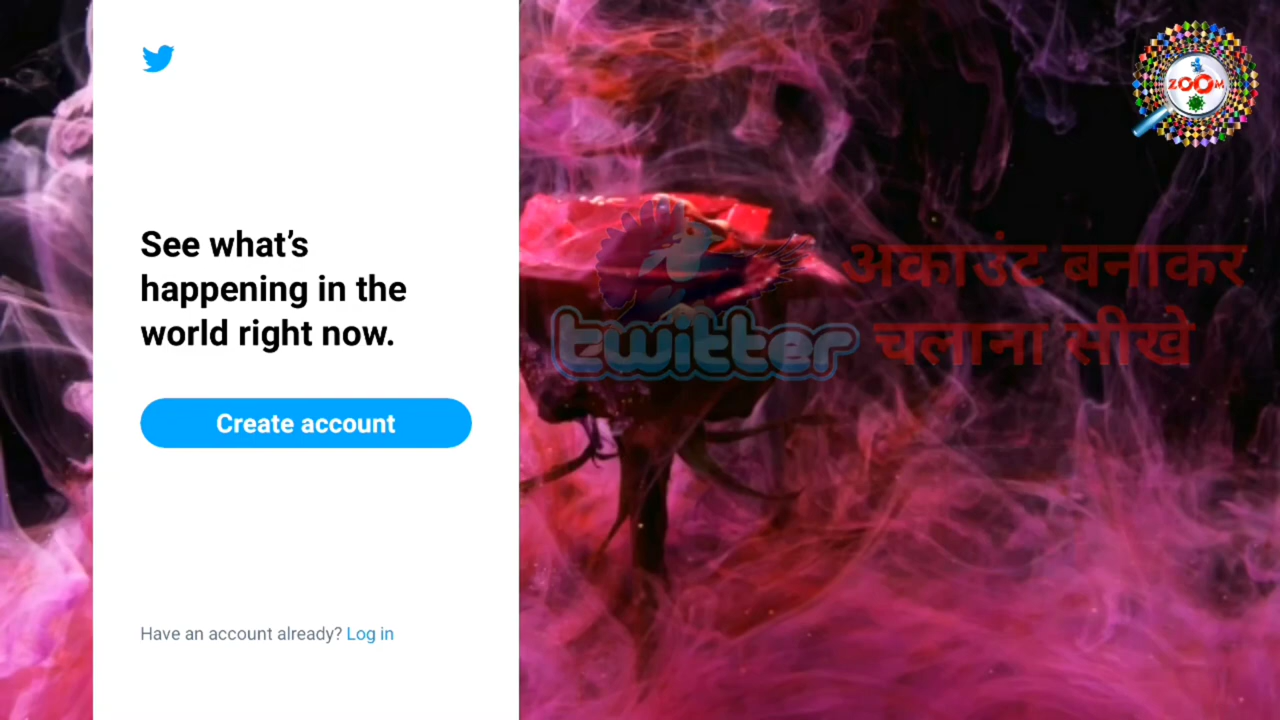 See what’s
happening in the
world right now.
Create account
Have an account already? Log in
ZOOM
twitter
अकाउंट बनाकर
चलाना सीखे